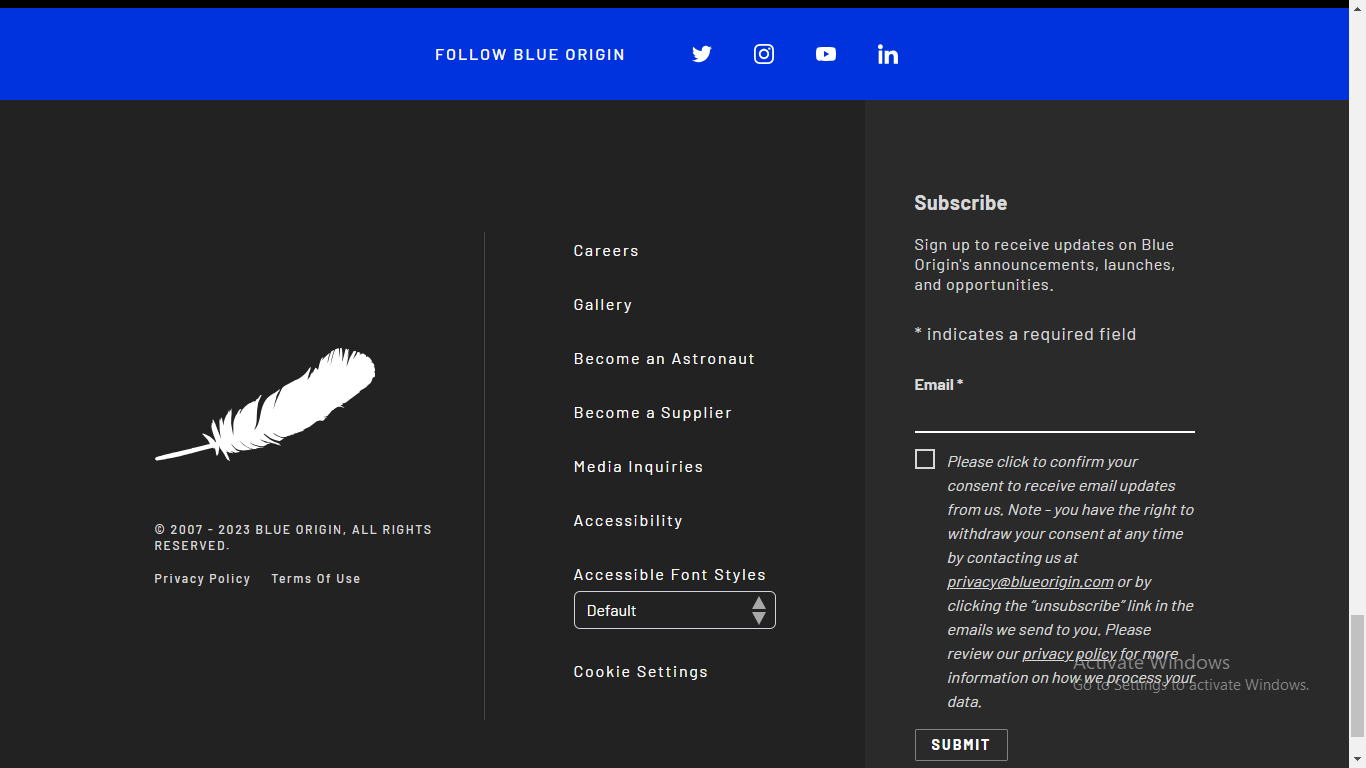 FOLLOW BLUE ORIGIN
© 2007 - 2023 BLUE ORIGIN, ALL RIGHTS
RESERVED.
Privacy Policy Terms Of Use
Careers
Gallery
Become an Astronaut
Become a Supplier
Media Inquiries
Accessibility
Accessible Font Styles
Default
Cookie Settings
Subscribe
Sign up to receive updates on Blue
Origin's announcements, launches,
and opportunities.
* indicates a required field
Email *
Please click to confirm your
consent to receive email updates
from us. Note - you have the right to
withdraw your consent at any time
by contacting us at
privacy@blueorigin.com or by
clicking the “unsubscribe” link in the
emails we send to you. Please
review our privacy policy for more
information on how we process your
data.
SUBMIT
Activate Windows
Go to Settings to activate Windows.